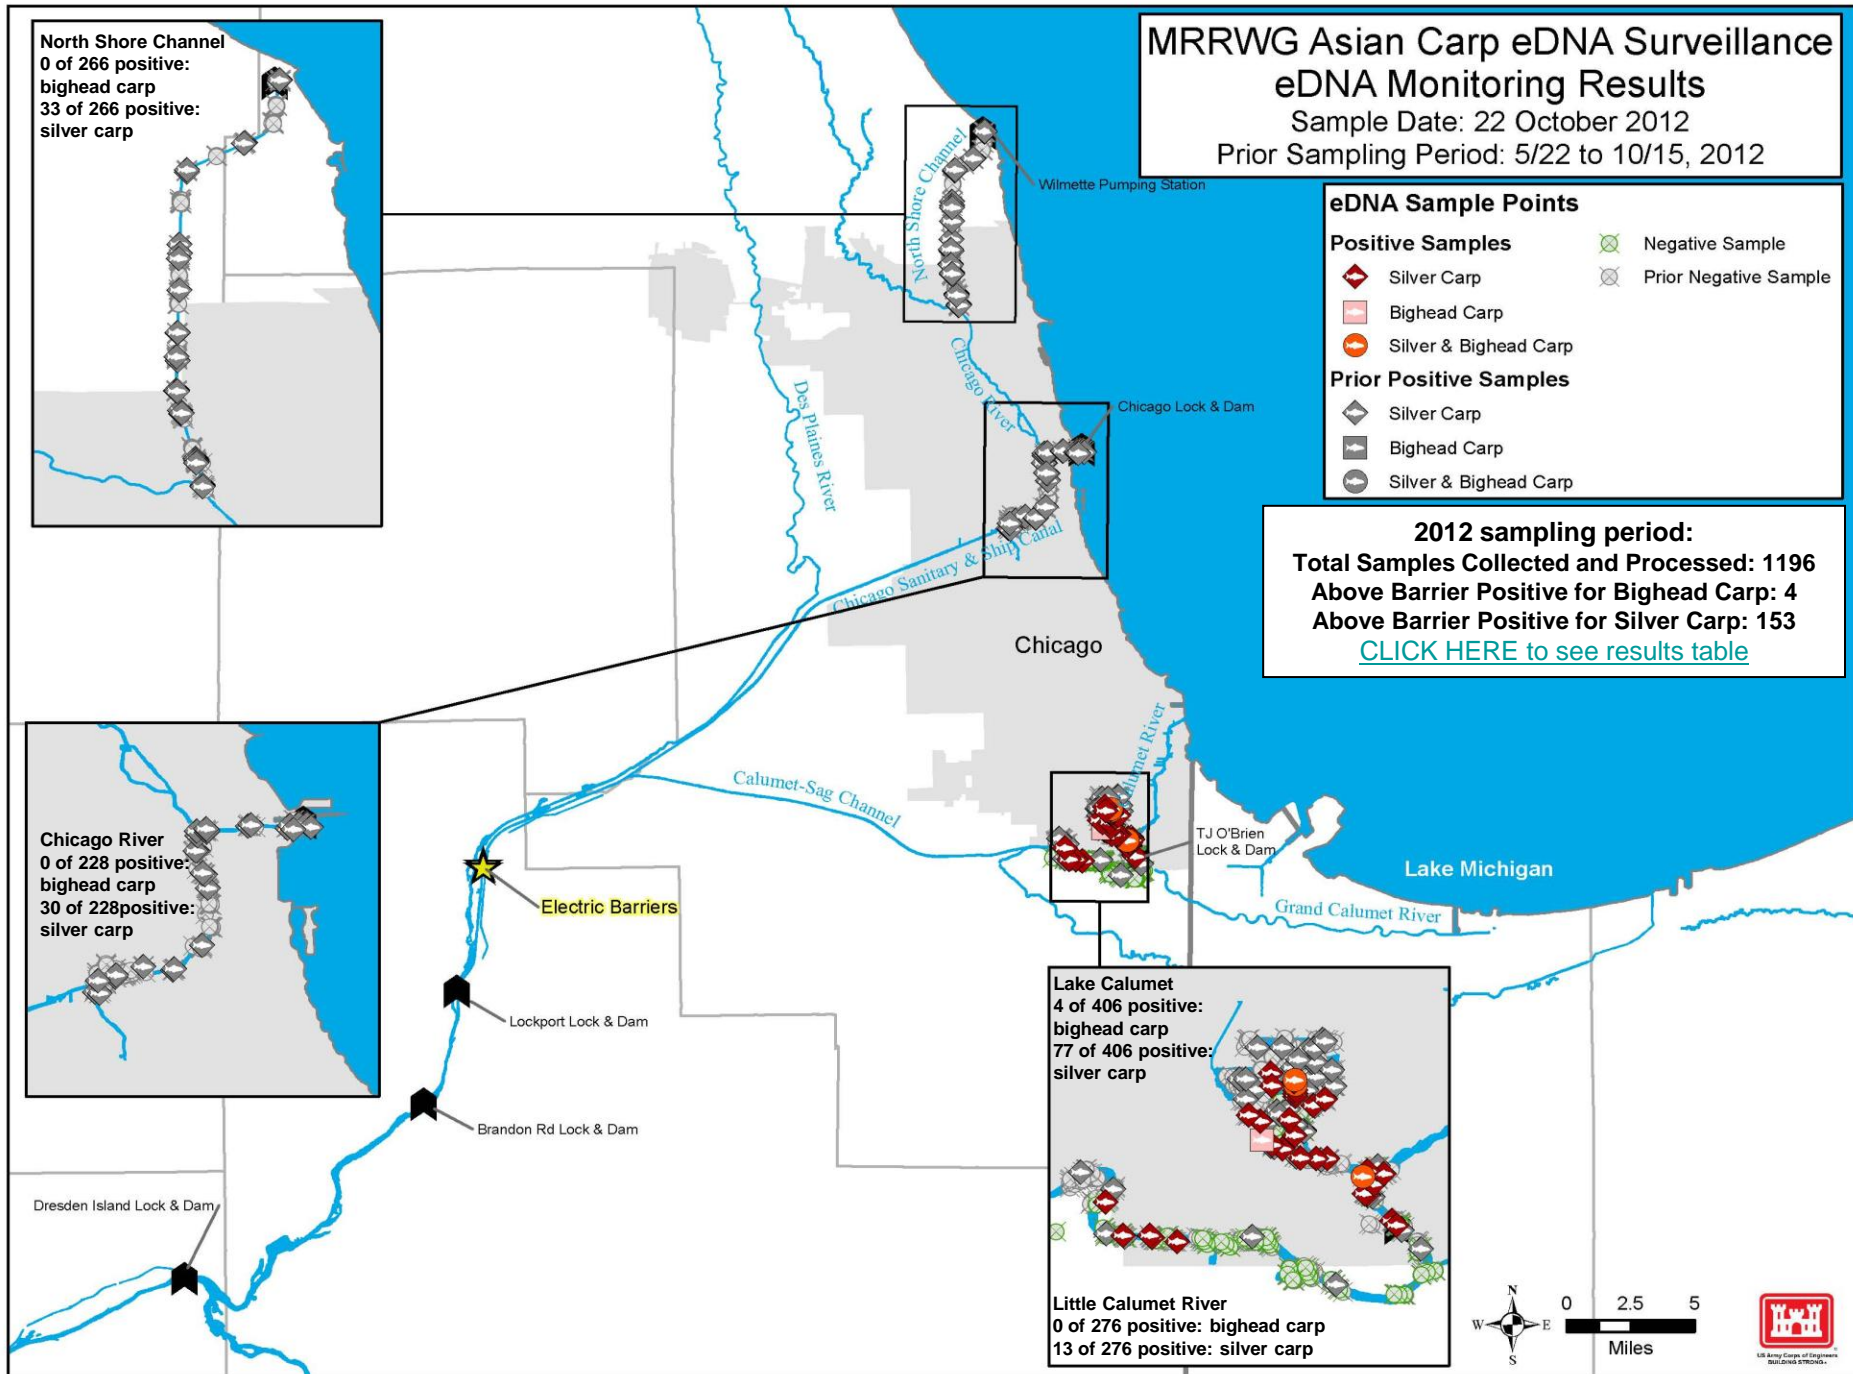 MRRWG Asian Carp eDNA Surveillance
eDNA Monitoring Results
Sample Date: 22 October 2012
Prior Sampling Period: 5/22 to 10/15, 2012
eDNA Sample Points
Positive Samples
Silver Carp
Bighead Carp
Silver & Bighead Carp
Prior Positive Samples
Silver Carp
Bighead Carp
Silver & Bighead Carp
Negative Sample
Prior Negative Sample
2012 sampling period:
Total Samples Collected and Processed: 1196
Above Barrier Positive for Bighead Carp: 4
Above Barrier Positive for Silver Carp: 153
CLICK HERE to see results table
North Shore Channel
0 of 266 positive:
bighead carp
33 of 266 positive:
silver carp
North Shore Channel
Wilmette Pumping Station
Chicago River
Des Plaines River
Chicago Lock & Dam
Chicago Sanitary & Ship Canal
Chicago
Chicago River
0 of 228 positive:
bighead carp
30 of 228positive:
silver carp
Calumet River
Calumet-Sag Channel
TJ O'Brien
Lock & Dam
Lake Michigan
Grand Calumet River
Electric Barriers
Lockport Lock & Dam
Brandon Rd Lock & Dam
Dresden Island Lock & Dam
Lake Calumet
4 of 406 positive:
bighead carp
77 of 406 positive:
silver carp
Little Calumet River
0 of 276 positive: bighead carp
13 of 276 positive: silver carp
N
W E
S
0 2.5 5
Miles
US Army Corps of Engineers
BUILDING STRONG